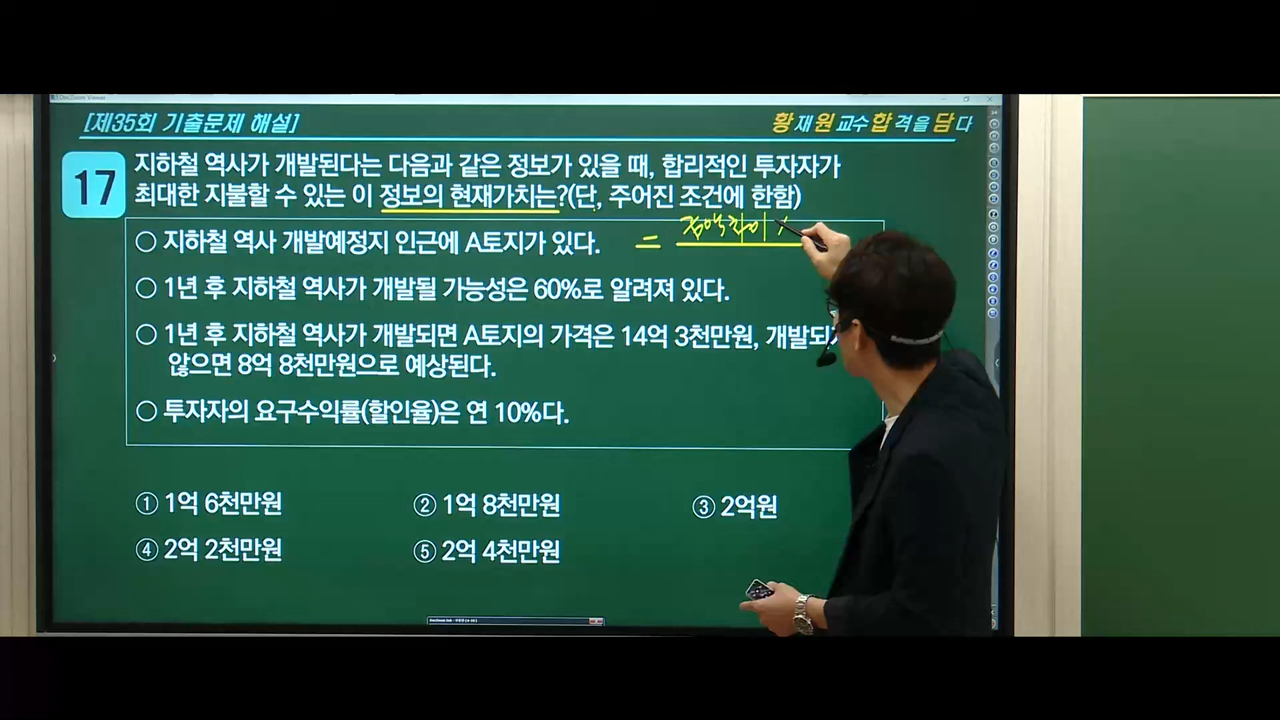 [제35회 기출문제 해설]
황재원 교수 합격을 담다
17
지하철 역사가 개발된다는 다음과 같은 정보가 있을 때, 합리적인 투자자가
최대한 지불할 수 있는 이 정보의 현재가치는?(단, 주어진 조건에 한함)
○ 지하철 역사 개발예정지 인근에 A토지가 있다.
○ 1년 후 지하철 역사가 개발될 가능성은 60%로 알려져 있다.
○ 1년 후 지하철 역사가 개발되면 A토지의 가격은 14억 3천만원, 개발되
않으면 8억 8천만원으로 예상된다.
○ 투자자의 요구수익률(할인율)은 연 10%다.
① 1억 6천만원
② 1억 8천만원
③ 2억원
④ 2억 2천만원
⑤ 2억 4천만원